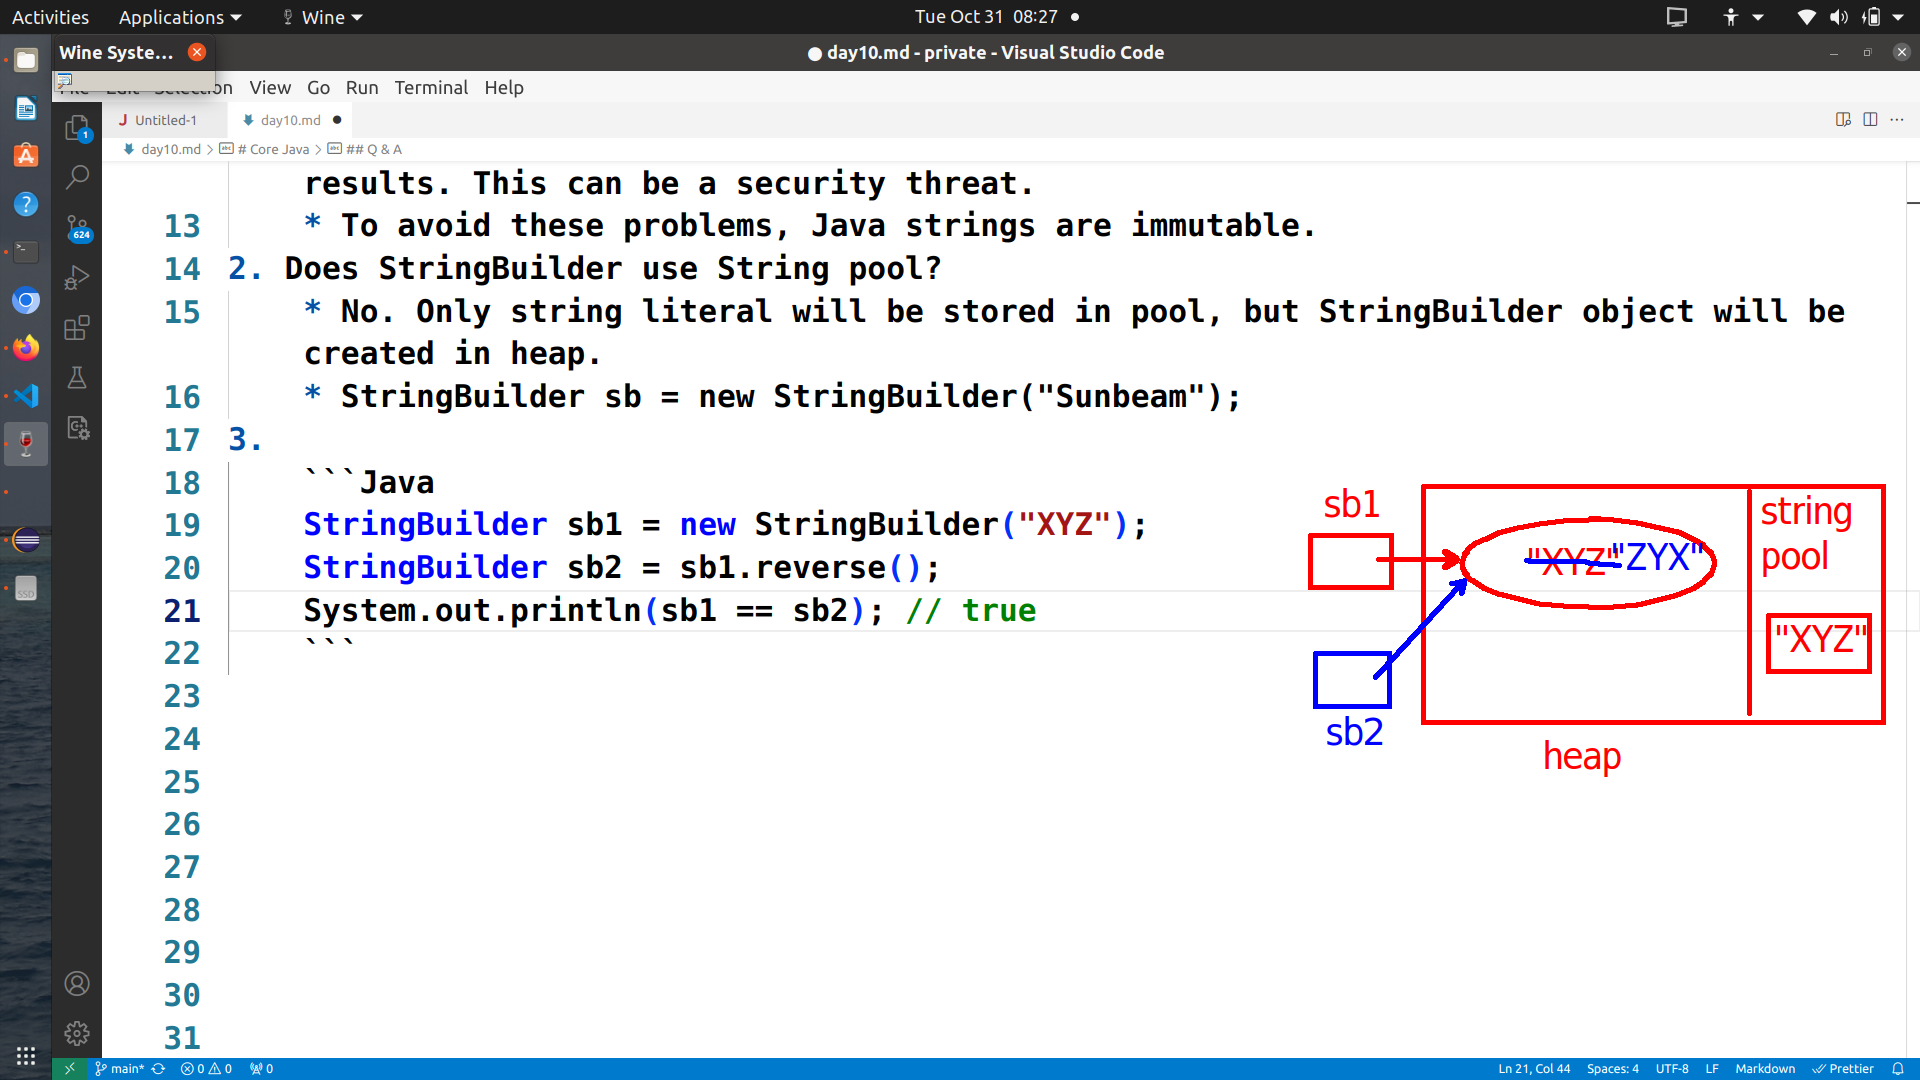 Activities Applications Wine Tue Oct 31 08:27
Wine Syste... day10.md - private - Visual Studio Code
Edit Selection View Go Run Terminal Help
J Untitled-1 day10.md
day10.md > # Core Java > ## Q & A
results. This can be a security threat.
13 * To avoid these problems, Java strings are immutable.
14 2. Does StringBuilder use String pool?
15 * No. Only string literal will be stored in pool, but StringBuilder object will be
created in heap.
16 * StringBuilder sb = new StringBuilder("Sunbeam");
17 3.
18 ```Java
19 StringBuilder sb1 = new StringBuilder("XYZ");
20 StringBuilder sb2 = sb1.reverse();
21 System.out.println(sb1 == sb2); // true
22 ```
23
24
25
26
27
28
29
30
31
sb1
string
pool
"XYZ" "ZYX"
"XYZ"
sb2
heap
1
624
SSD
main* 0 0 0 Ln 21, Col 44 Spaces: 4 UTF-8 LF Markdown Prettier